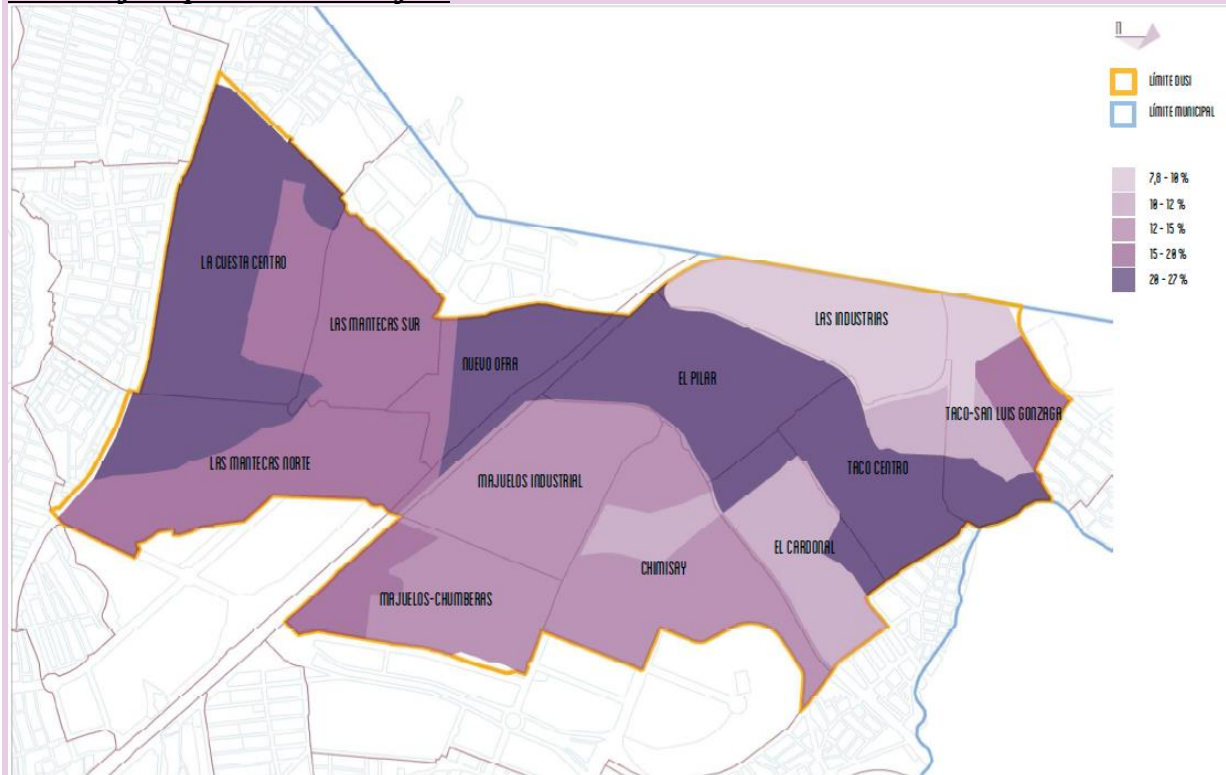 N
LÍMITE DUSI
LÍMITE MUNICIPAL
7,8 - 10 %
10 - 12 %
12 - 15 %
15 - 20 %
20 - 27 %
LA CUESTA CENTRO
LAS MANTECAS SUR
LAS INDUSTRIAS
NUEVO OFRA
EL PILAR
TACO-SAN LUIS GONZAGA
LAS MANTECAS NORTE
TACO CENTRO
MAJUELOS INDUSTRIAL
EL CARDONAL
CHIMISAY
MAJUELOS-CHUMBERAS